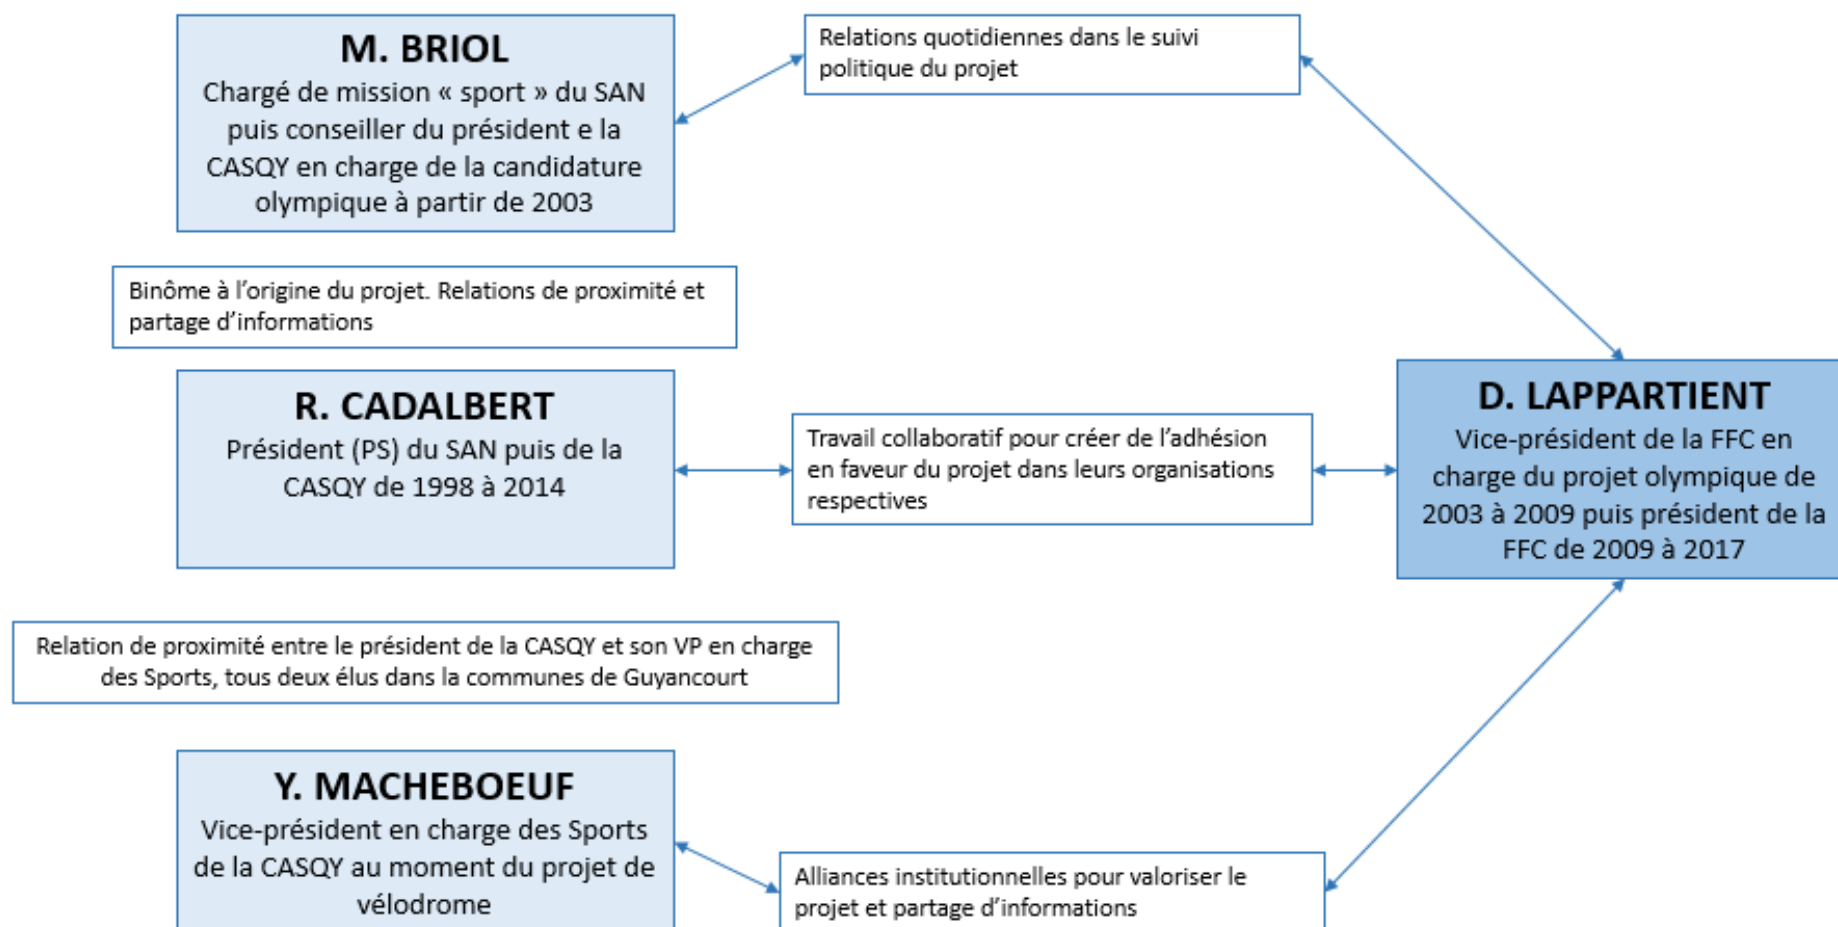 M. BRIOL
Chargé de mission « sport » du SAN
puis conseiller du président e la
CASQY en charge de la candidature
olympique à partir de 2003
Relations quotidiennes dans le suivi
politique du projet
Binôme à l’origine du projet. Relations de proximité et
partage d’informations
R. CADALBERT
Président (PS) du SAN puis de la
CASQY de 1998 à 2014
Travail collaboratif pour créer de l’adhésion
en faveur du projet dans leurs organisations
respectives
D. LAPPARTIENT
Vice-président de la FFC en
charge du projet olympique de
2003 à 2009 puis président de la
FFC de 2009 à 2017
Relation de proximité entre le président de la CASQY et son VP en charge
des Sports, tous deux élus dans la communes de Guyancourt
Y. MACHEBOEUF
Vice-président en charge des Sports
de la CASQY au moment du projet de
vélodrome
Alliances institutionnelles pour valoriser le
projet et partage d’informations